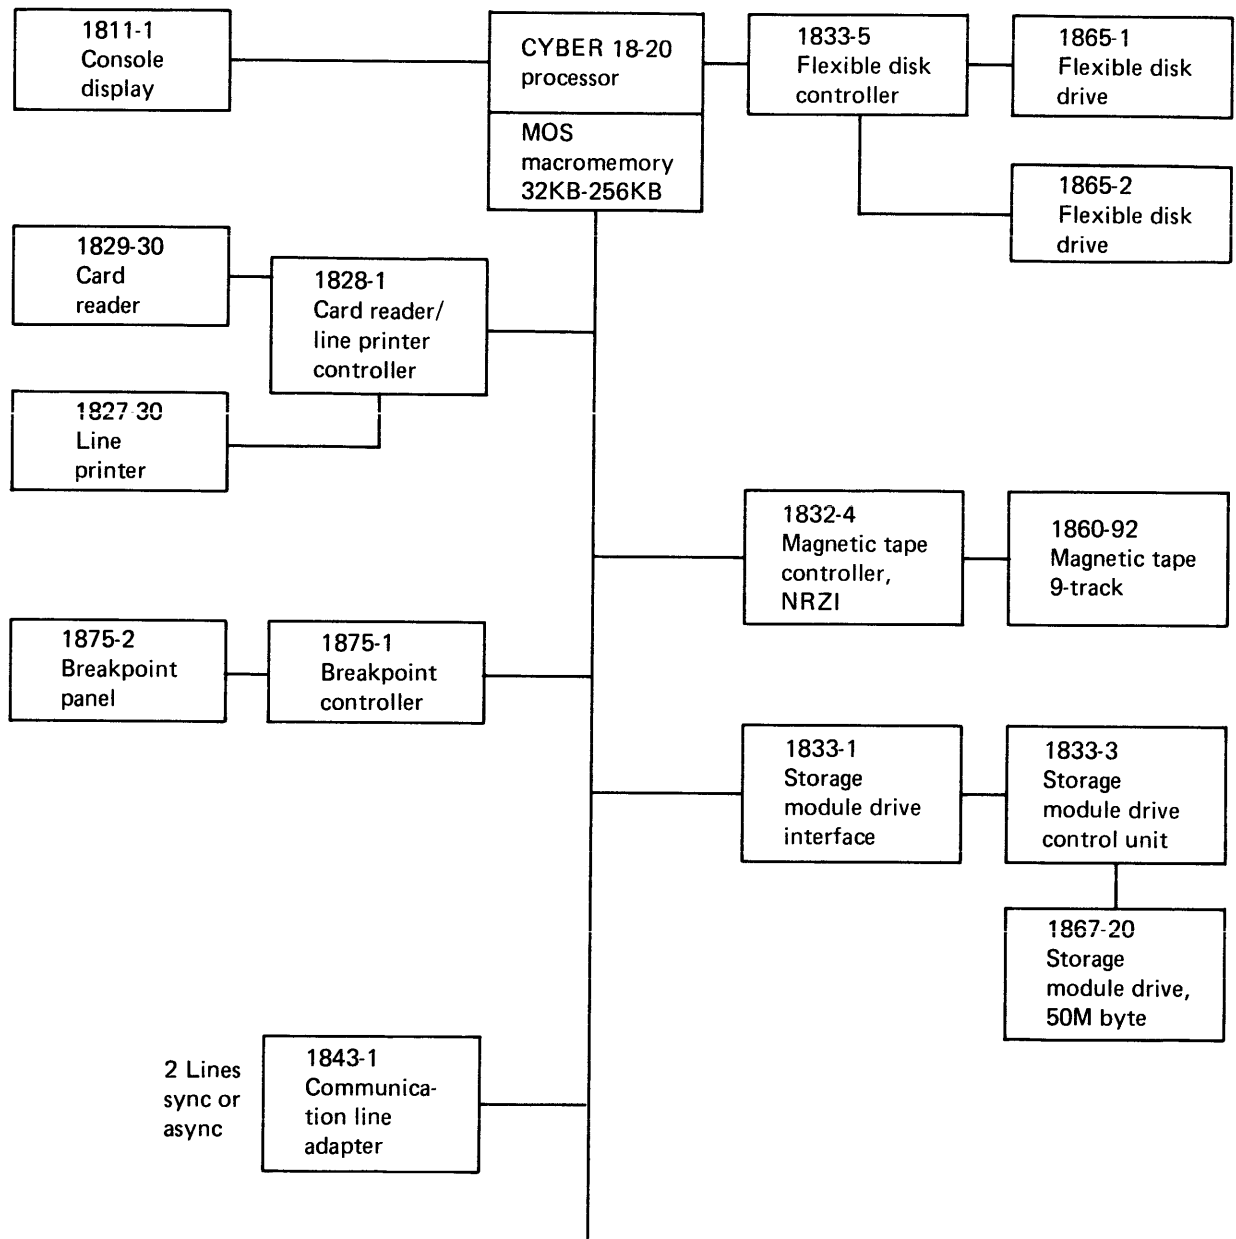 1811-1
Console
display
CYBER 18-20
processor
MOS
macromemory
32KB-256KB
1833-5
Flexible disk
controller
1865-1
Flexible disk
drive
1865-2
Flexible disk
drive
1829-30
Card
reader
1828-1
Card reader/
line printer
controller
1827-30
Line
printer
1832-4
Magnetic tape
controller,
NRZI
1860-92
Magnetic tape
9-track
1875-2
Breakpoint
panel
1875-1
Breakpoint
controller
1833-1
Storage
module drive
interface
1833-3
Storage
module drive
control unit
1867-20
Storage
module drive,
50M byte
2 Lines
sync or
async
1843-1
Communica-
tion line
adapter